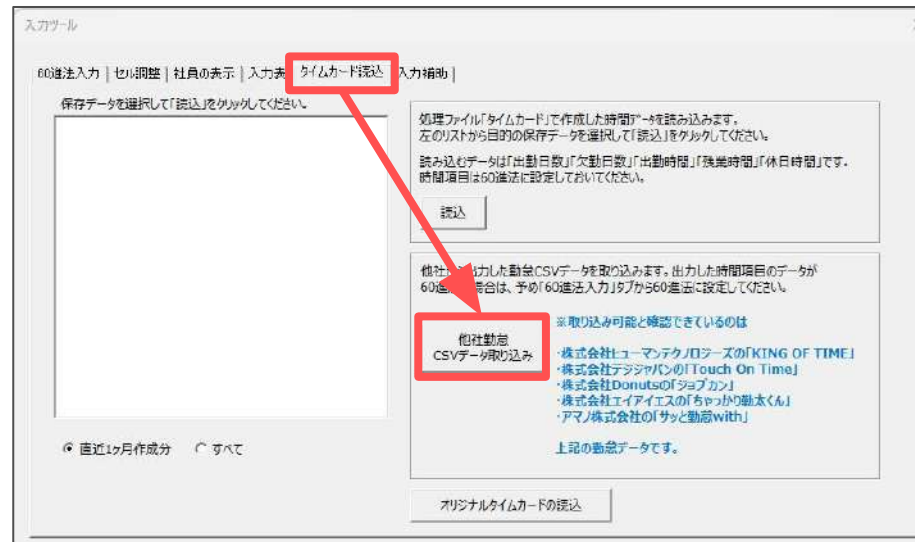 入力ツール
60進法入力 | セル調整 | 社員の表示 | 入力表 タイムカード読込 入力補助 |
保存データを選択して「読込」をクリックしてください。
処理ファイル「タイムカード」で作成した時間データを読み込みます。
左のリストから目的の保存データを選択して「読込」をクリックしてください。
読み込むデータは「出勤日数」「欠勤日数」「出勤時間」「残業時間」「休日時間」です。
時間項目は60進法に設定しておいてください。
読込
他社 出力した勤怠CSVデータを取り込みます。出力した時間項目のデータが
60進 場合は、予め「60進法入力」タブから60進法に設定してください。
他社勤怠
CSVデータ取り込み
※取り込み可能と確認できているのは
・株式会社ヒューマンテクノロジーズの「KING OF TIME」
・株式会社デジジャパンの「Touch On Time」
・株式会社Donutsの「ジョブカン」
・株式会社エイアイエスの「ちゃっかり勤太くん」
・アマノ株式会社の「サッと勤怠with」
上記の勤怠データです。
直近1ヶ月作成分 すべて
オリジナルタイムカードの読込